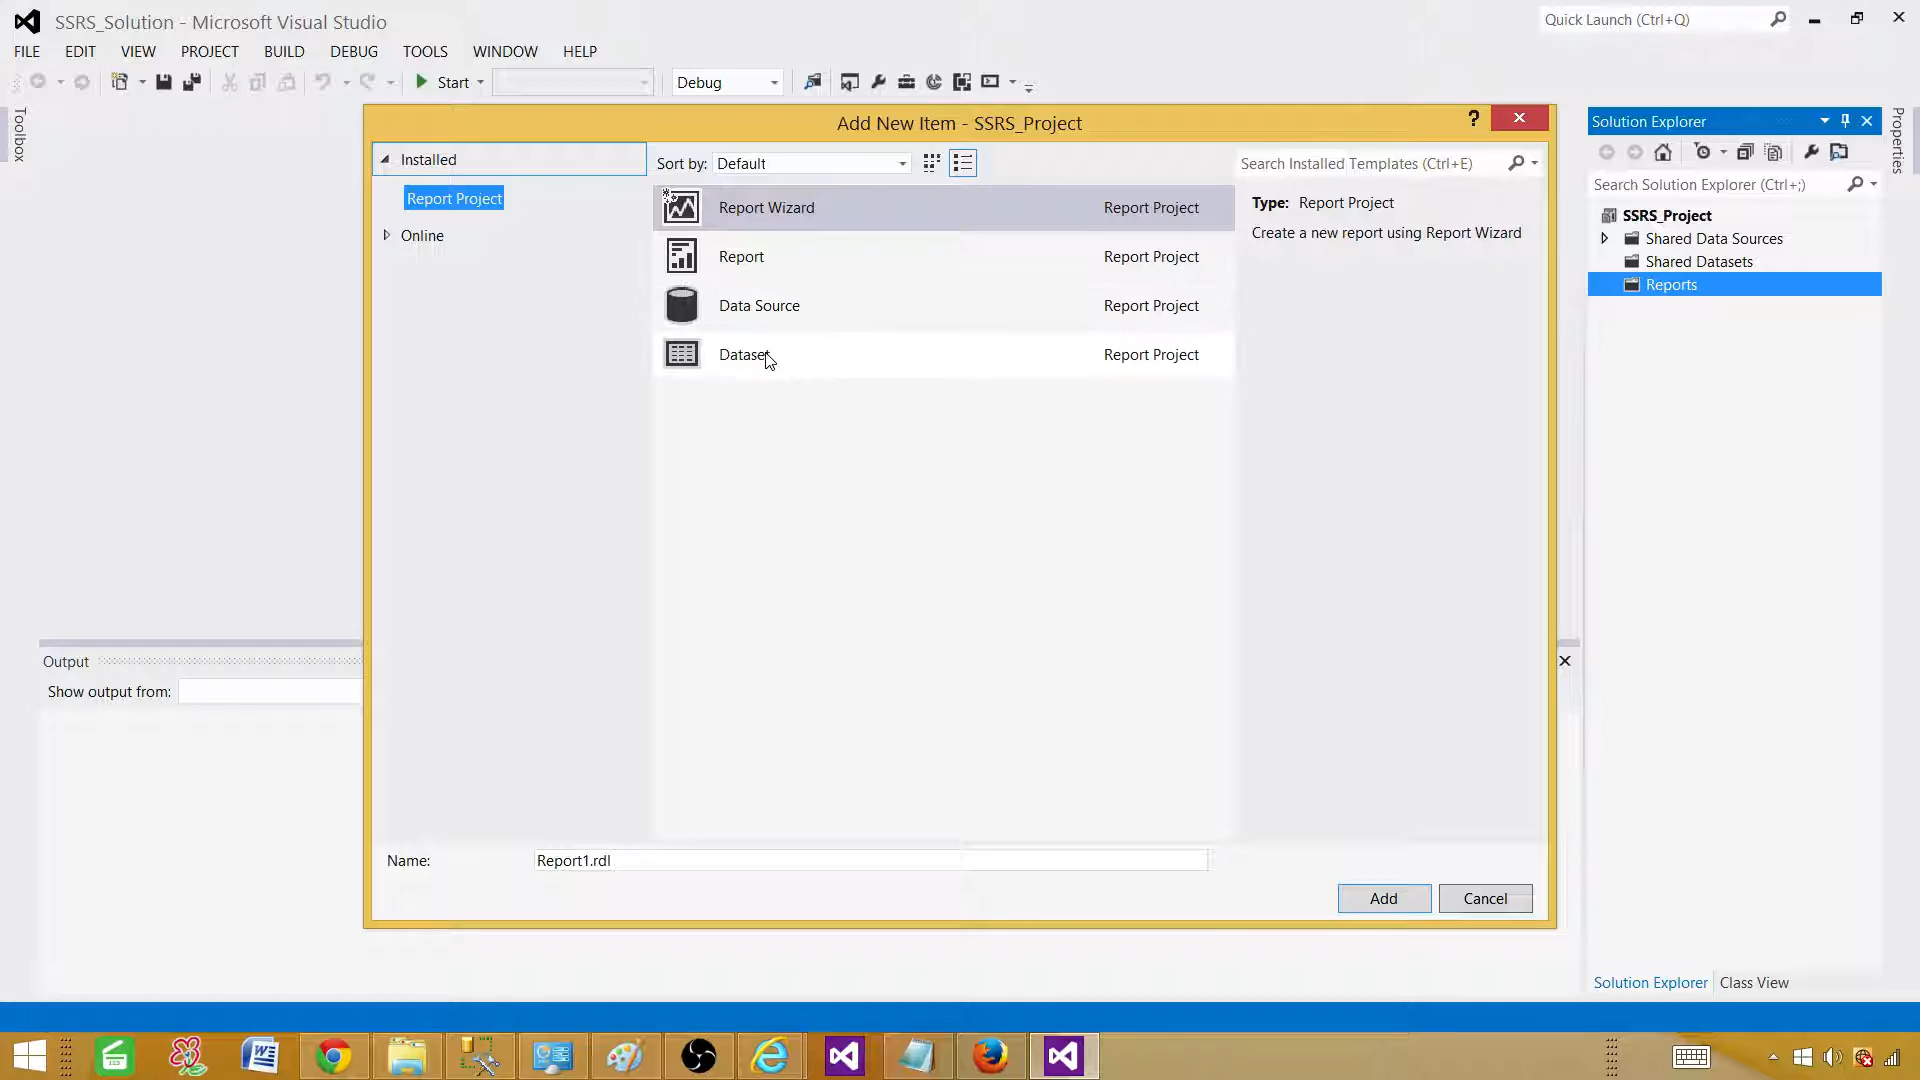 SSRS_Solution - Microsoft Visual Studio
Quick Launch (Ctrl+Q)
FILE EDIT VIEW PROJECT BUILD DEBUG TOOLS WINDOW HELP
Start
Debug
Toolbox
Add New Item - SSRS_Project
?
Installed
Report Project
Online
Sort by: Default
Search Installed Templates (Ctrl+E)
Report Wizard Report Project
Report Report Project
Data Source Report Project
Dataset Report Project
Type: Report Project
Create a new report using Report Wizard
Name: Report1.rdl
Add Cancel
Solution Explorer
Search Solution Explorer (Ctrl+;)
SSRS_Project
Shared Data Sources
Shared Datasets
Reports
Properties
Output
Show output from:
Solution Explorer Class View